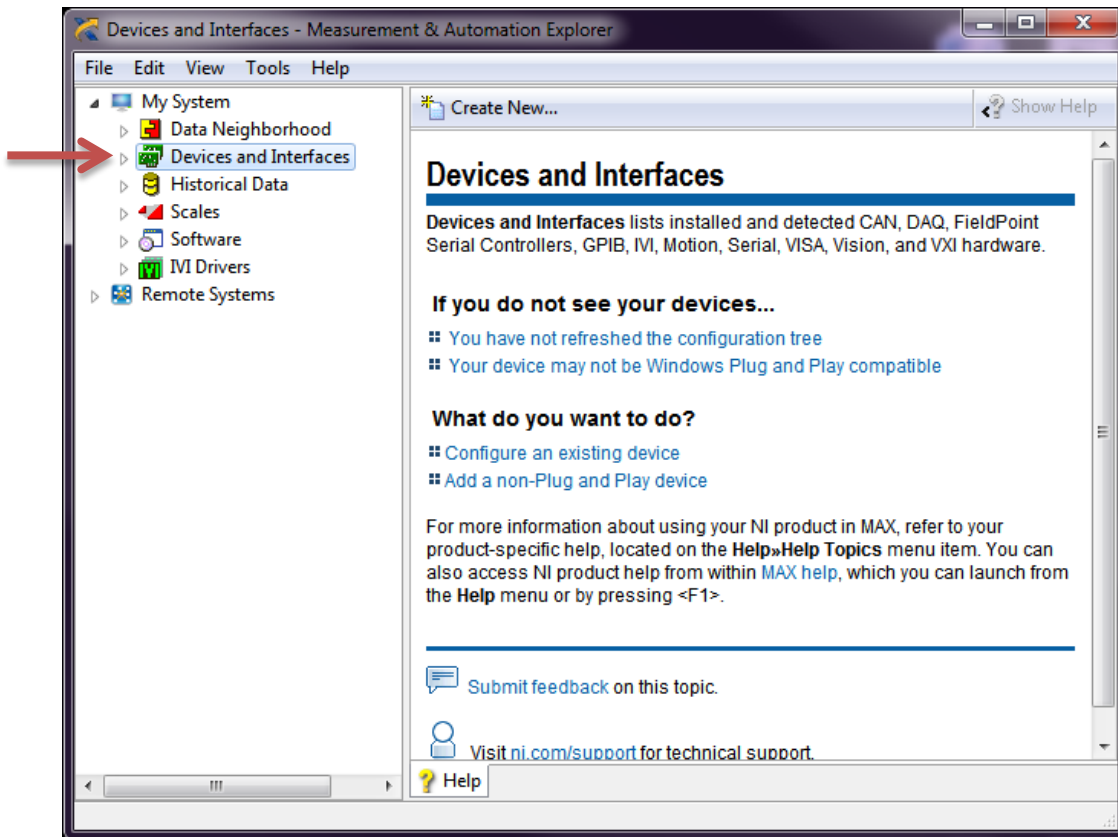 Devices and Interfaces - Measurement & Automation Explorer
File Edit View Tools Help
My System
Data Neighborhood
Devices and Interfaces
Historical Data
Scales
Software
IVI Drivers
Remote Systems
Create New...
Show Help
Devices and Interfaces
Devices and Interfaces lists installed and detected CAN, DAQ, FieldPoint
Serial Controllers, GPIB, IVI, Motion, Serial, VISA, Vision, and VXI hardware.
If you do not see your devices...
You have not refreshed the configuration tree
Your device may not be Windows Plug and Play compatible
What do you want to do?
Configure an existing device
Add a non-Plug and Play device
For more information about using your NI product in MAX, refer to your
product-specific help, located on the Help»Help Topics menu item. You can
also access NI product help from within MAX help, which you can launch from
the Help menu or by pressing <F1>.
Submit feedback on this topic.
Visit ni.com/support for technical support.
Help